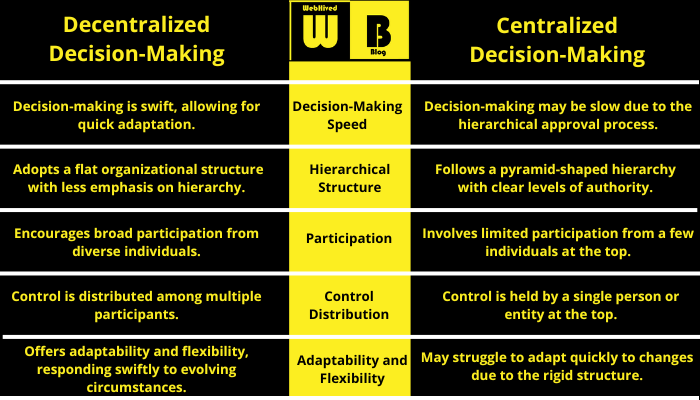 Decentralized
Decision-Making
WebHived
W
B
Blog
Centralized
Decision-Making
Decision-making is swift, allowing for
quick adaptation.
Decision-Making
Speed
Decision-making may be slow due to the
hierarchical approval process.
Adopts a flat organizational structure
with less emphasis on hierarchy.
Hierarchical
Structure
Follows a pyramid-shaped hierarchy
with clear levels of authority.
Encourages broad participation from
diverse individuals.
Participation
Involves limited participation from a few
individuals at the top.
Control is distributed among multiple
participants.
Control
Distribution
Control is held by a single person or
entity at the top.
Offers adaptability and flexibility,
responding swiftly to evolving
circumstances.
Adaptability and
Flexibility
May struggle to adapt quickly to changes
due to the rigid structure.